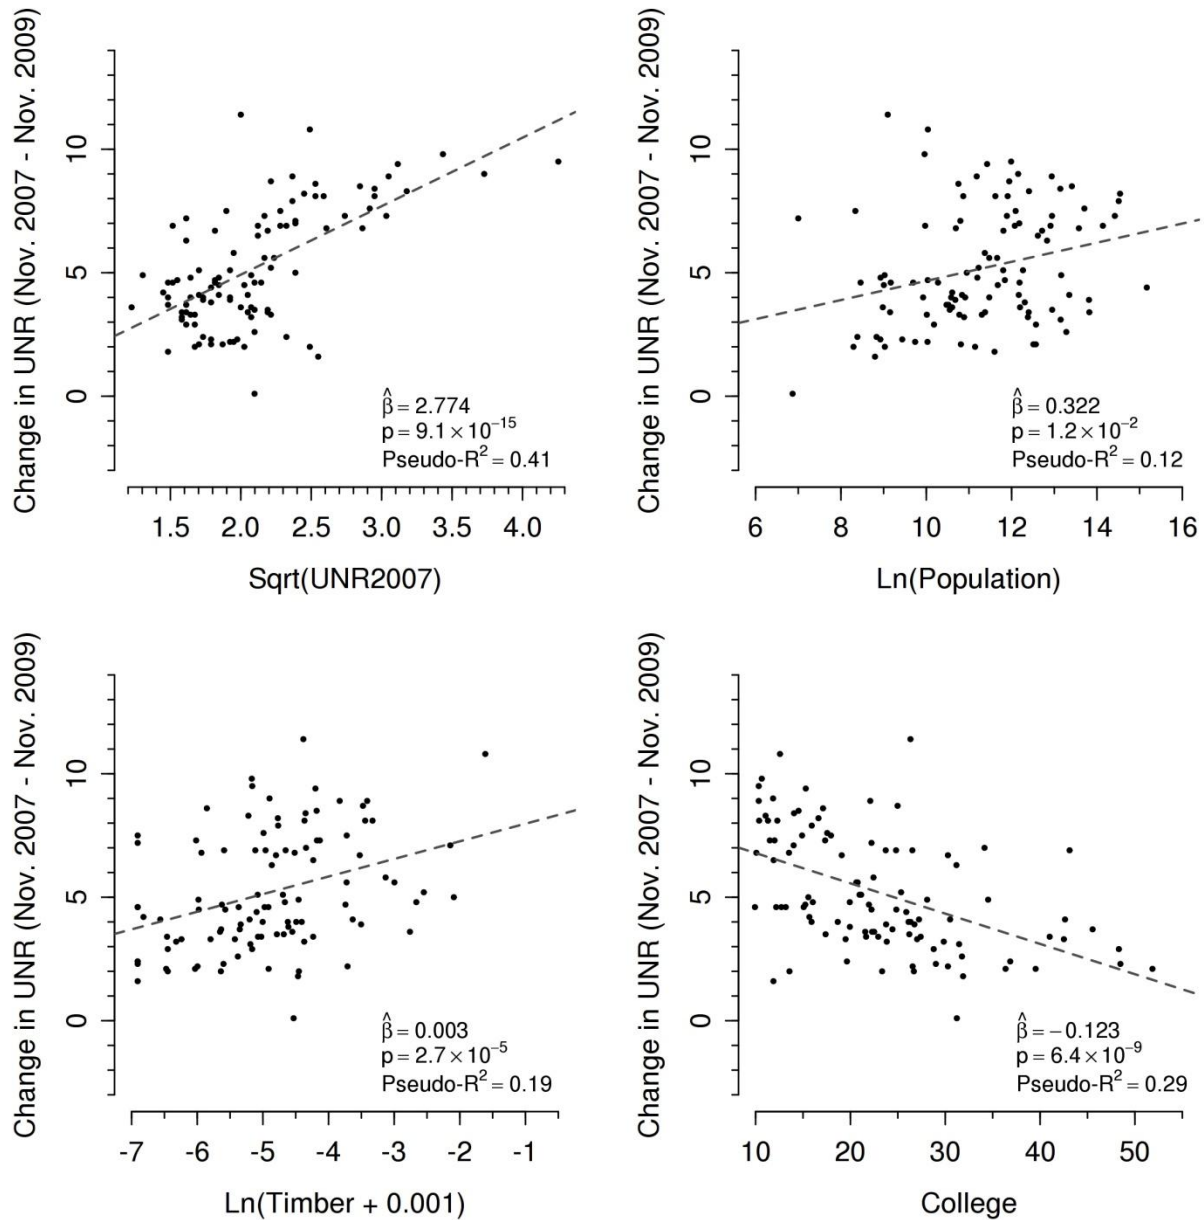 Change in UNR (Nov. 2007 - Nov. 2009)
10
5
0
β̂ = 2.774
p = 9.1 × 10⁻¹⁵
Pseudo-R² = 0.41
1.5 2.0 2.5 3.0 3.5 4.0
Sqrt(UNR2007)
Change in UNR (Nov. 2007 - Nov. 2009)
10
5
0
β̂ = 0.322
p = 1.2 × 10⁻²
Pseudo-R² = 0.12
6 8 10 12 14 16
Ln(Population)
Change in UNR (Nov. 2007 - Nov. 2009)
10
5
0
β̂ = 0.003
p = 2.7 × 10⁻⁵
Pseudo-R² = 0.19
-7 -6 -5 -4 -3 -2 -1
Ln(Timber + 0.001)
Change in UNR (Nov. 2007 - Nov. 2009)
10
5
0
β̂ = −0.123
p = 6.4 × 10⁻⁹
Pseudo-R² = 0.29
10 20 30 40 50
College